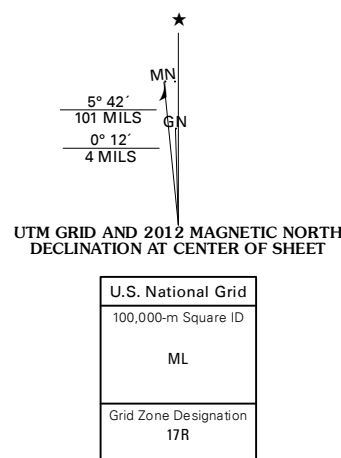 ★
MN
5° 42´
101 MILS
GN
0° 12´
4 MILS
UTM GRID AND 2012 MAGNETIC NORTH
DECLINATION AT CENTER OF SHEET
U.S. National Grid
100,000-m Square ID
ML
Grid Zone Designation
17R